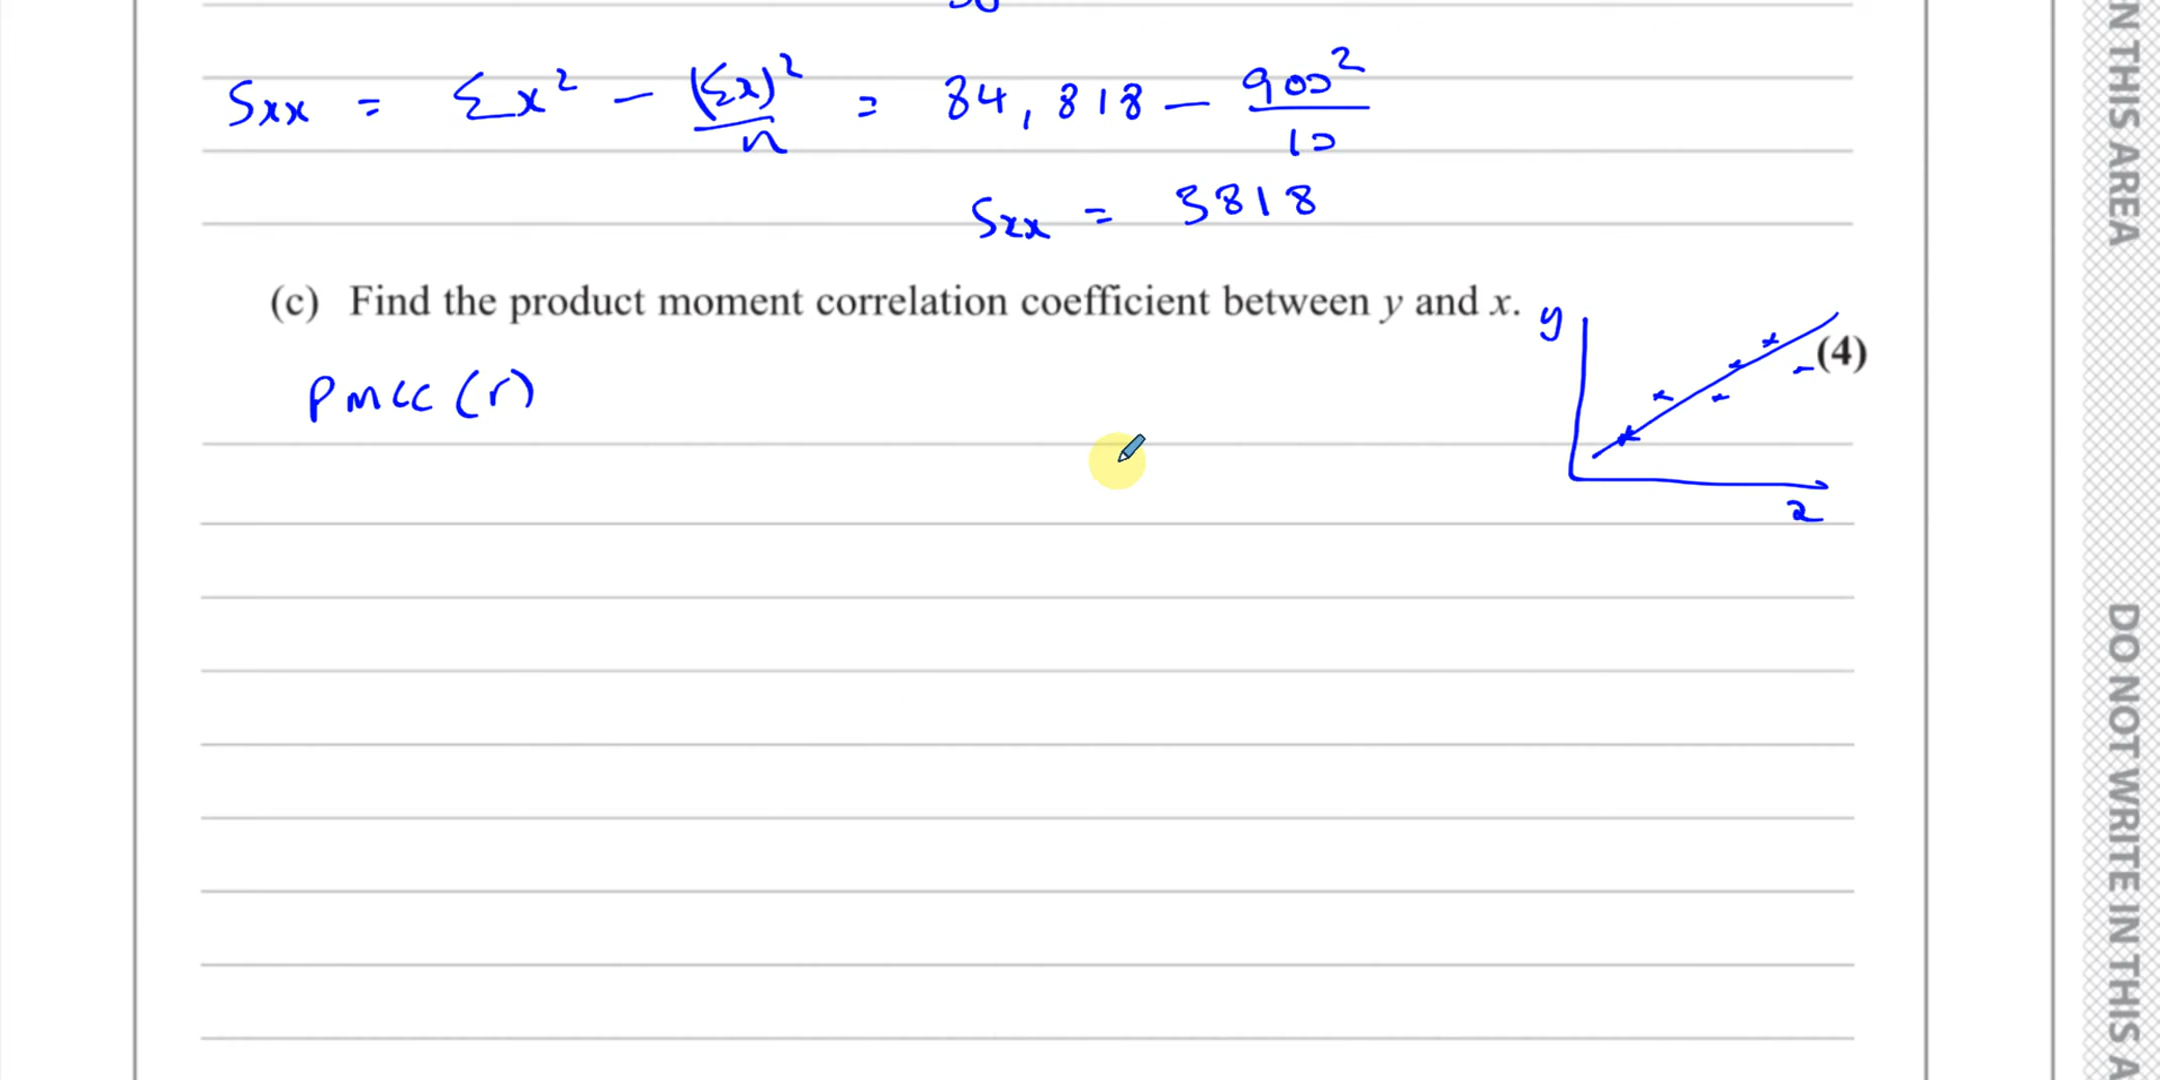 Sxx = Σx² − (Σx)²/n = 84,818 − 900²/10
Sxx = 3818
(c) Find the product moment correlation coefficient between y and x.
y
(4)
PMCC (r)
x
N THIS AREA
DO NOT WRITE IN THIS A